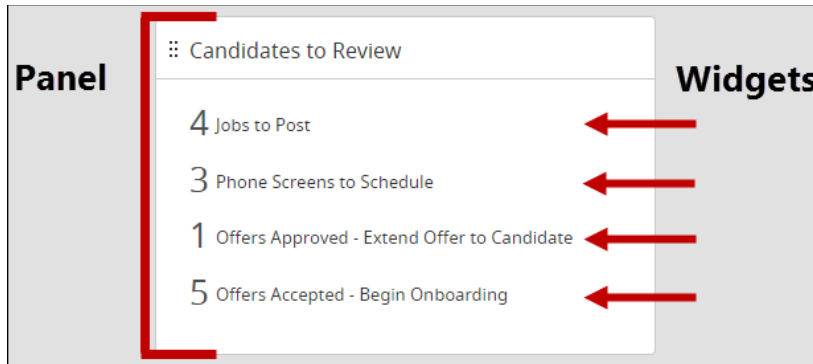 Candidates to Review
Panel
Widgets
4 Jobs to Post
3 Phone Screens to Schedule
1 Offers Approved - Extend Offer to Candidate
5 Offers Accepted - Begin Onboarding